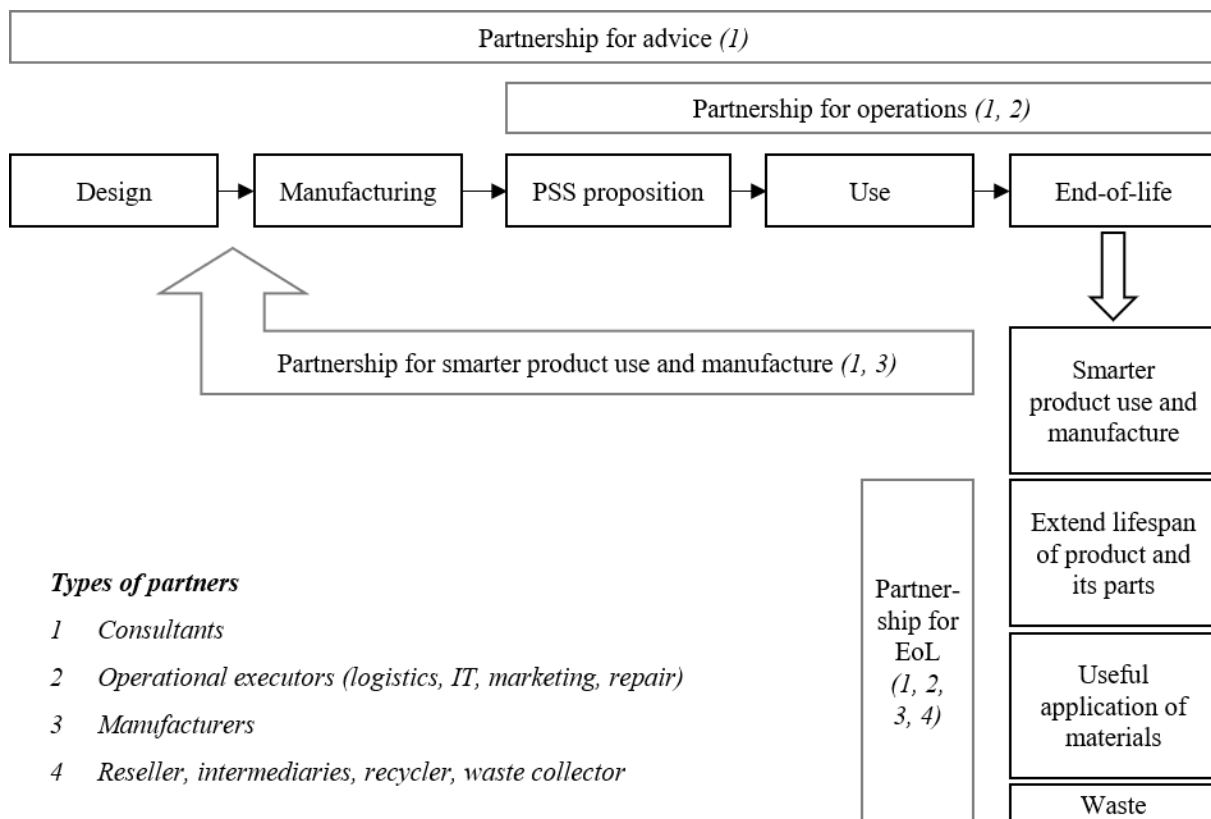 Partnership for advice (1)
Partnership for operations (1, 2)
Design
Manufacturing
PSS proposition
Use
End-of-life
Partnership for smarter product use and manufacture (1, 3)
Smarter
product use and
manufacture
Extend lifespan
of product and
its parts
Partner-
ship for
EoL
(1, 2,
3, 4)
Useful
application of
materials
Waste
Types of partners
1 Consultants
2 Operational executors (logistics, IT, marketing, repair)
3 Manufacturers
4 Reseller, intermediaries, recycler, waste collector